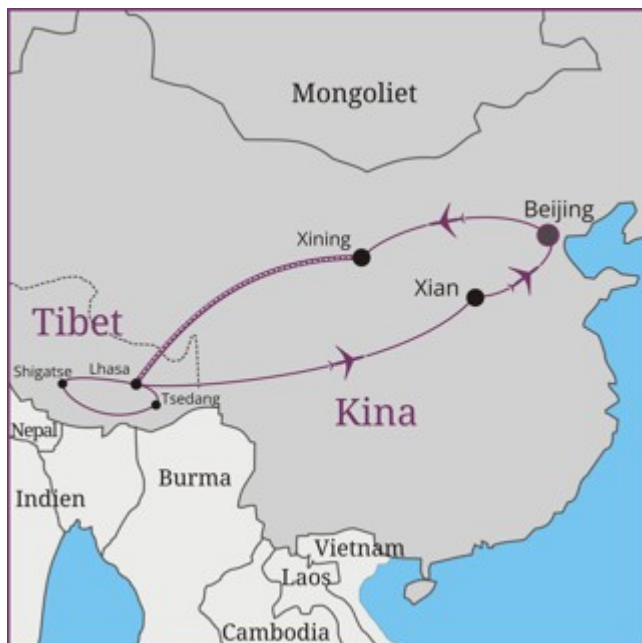 Mongoliet
Beijing
Xining
Xian
Tibet
Shigatse
Lhasa
Tsedang
Kina
Nepal
Burma
Indien
Vietnam
Laos
Cambodia